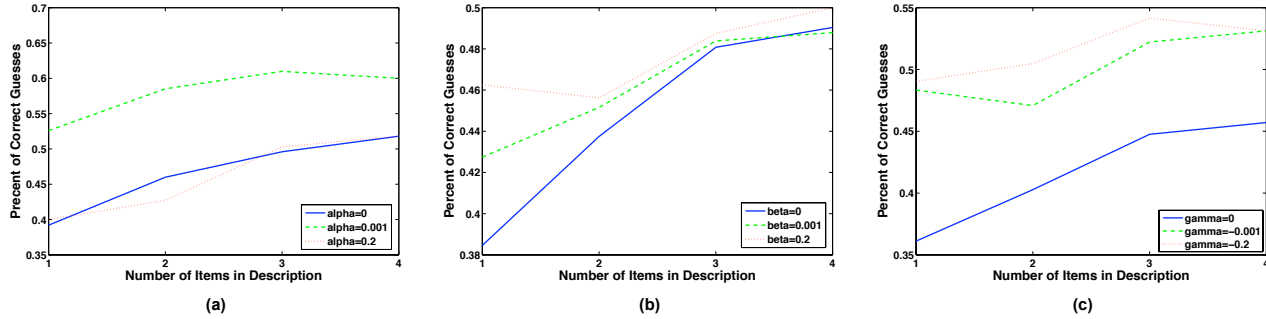 0.7
0.65
0.6
0.55
0.5
0.45
0.4
0.35
Precent of Correct Guesses
1
2
3
4
Number of Items in Description
alpha=0
alpha=0.001
alpha=0.2
(a)
0.5
0.48
0.46
0.44
0.42
0.4
0.38
Percent of Correct Guesses
1
2
3
4
Number of Items in Description
beta=0
beta=0.001
beta=0.2
(b)
0.55
0.5
0.45
0.4
0.35
Percent of Correct Guesses
1
2
3
4
Number of Items in Description
gamma=0
gamma=-0.001
gamma=-0.2
(c)